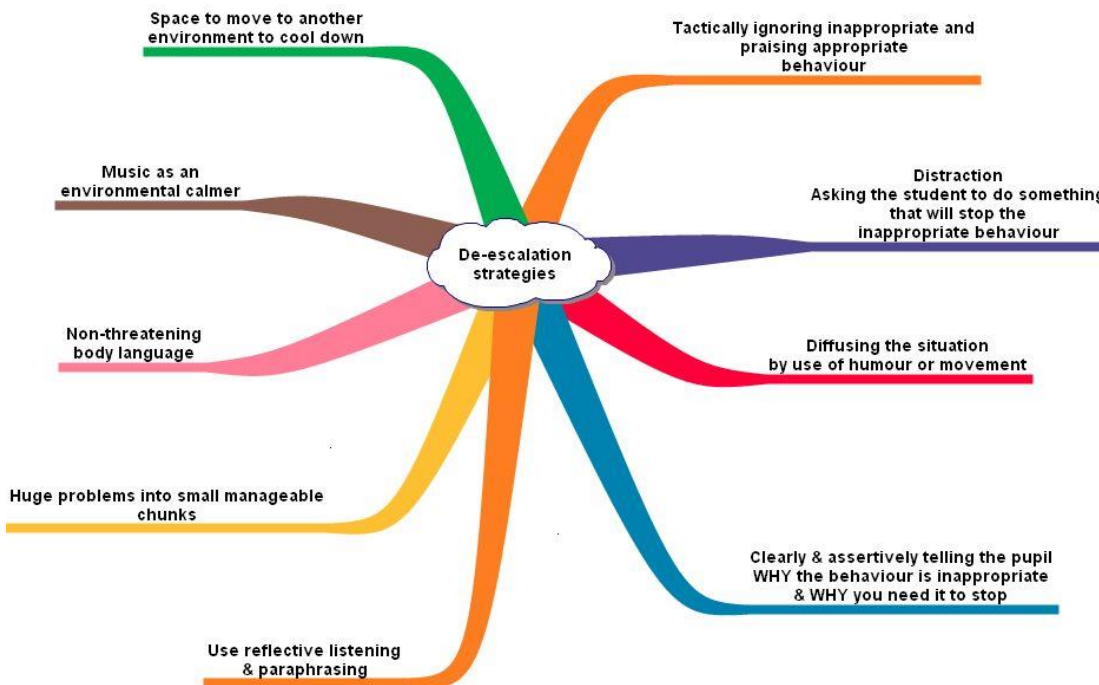 De-escalation
strategies
Tactically ignoring inappropriate and
praising appropriate
behaviour
Distraction
Asking the student to do something
that will stop the
inappropriate behaviour
Diffusing the situation
by use of humour or movement
Clearly & assertively telling the pupil
WHY the behaviour is inappropriate
& WHY you need it to stop
Use reflective listening
& paraphrasing
Huge problems into small manageable
chunks
Non-threatening
body language
Music as an
environmental calmer
Space to move to another
environment to cool down